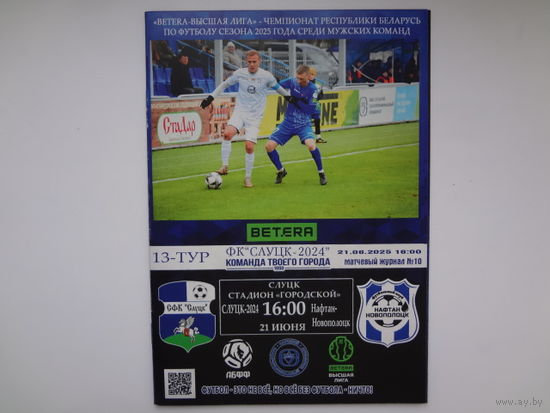 «BETERA-ВЫСШАЯ ЛИГА» - ЧЕМПИОНАТ РЕСПУБЛИКИ БЕЛАРУСЬ
ПО ФУТБОЛУ СЕЗОНА 2025 ГОДА СРЕДИ МУЖСКИХ КОМАНД
СтаДар
BETERA
13-ТУР
ФК"СЛУЦК-2024"
КОМАНДА ТВОЕГО ГОРОДА
21.06.2025 16:00
МАТЧЕВЫЙ ЖУРНАЛ №10
СФК "Слуцк"
СЛУЦК
СТАДИОН «ГОРОДСКОЙ»
СЛУЦК-2024 16:00 Нафтан-
Новополоцк
21 ИЮНЯ
НАФТАН
НОВОПОЛОЦК
АБФФ
BETERA
ВЫСШАЯ
ЛИГА
ФУТБОЛ - ЭТО НЕ ВСЁ, НО ВСЁ БЕЗ ФУТБОЛА - НИЧТО!
www.ay.by